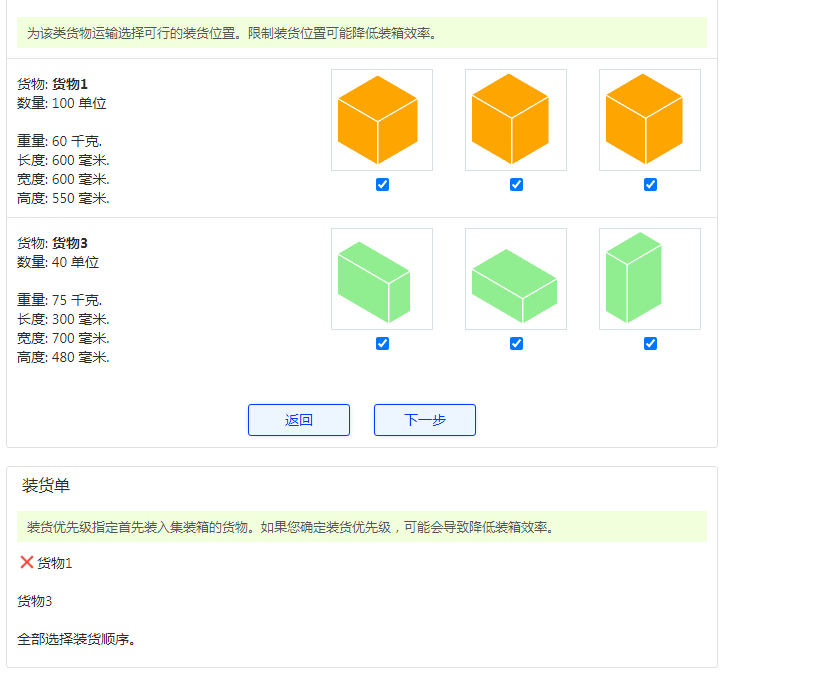 为该类货物运输选择可行的装货位置。限制装货位置可能降低装箱效率。
货物: 货物1
数量: 100 单位
重量: 60 千克.
长度: 600 毫米.
宽度: 600 毫米.
高度: 550 毫米.
货物: 货物3
数量: 40 单位
重量: 75 千克.
长度: 300 毫米.
宽度: 700 毫米.
高度: 480 毫米.
返回
下一步
装货单
装货优先级指定首先装入集装箱的货物。如果您确定装货优先级，可能会导致降低装箱效率。
货物1
货物3
全部选择装货顺序。